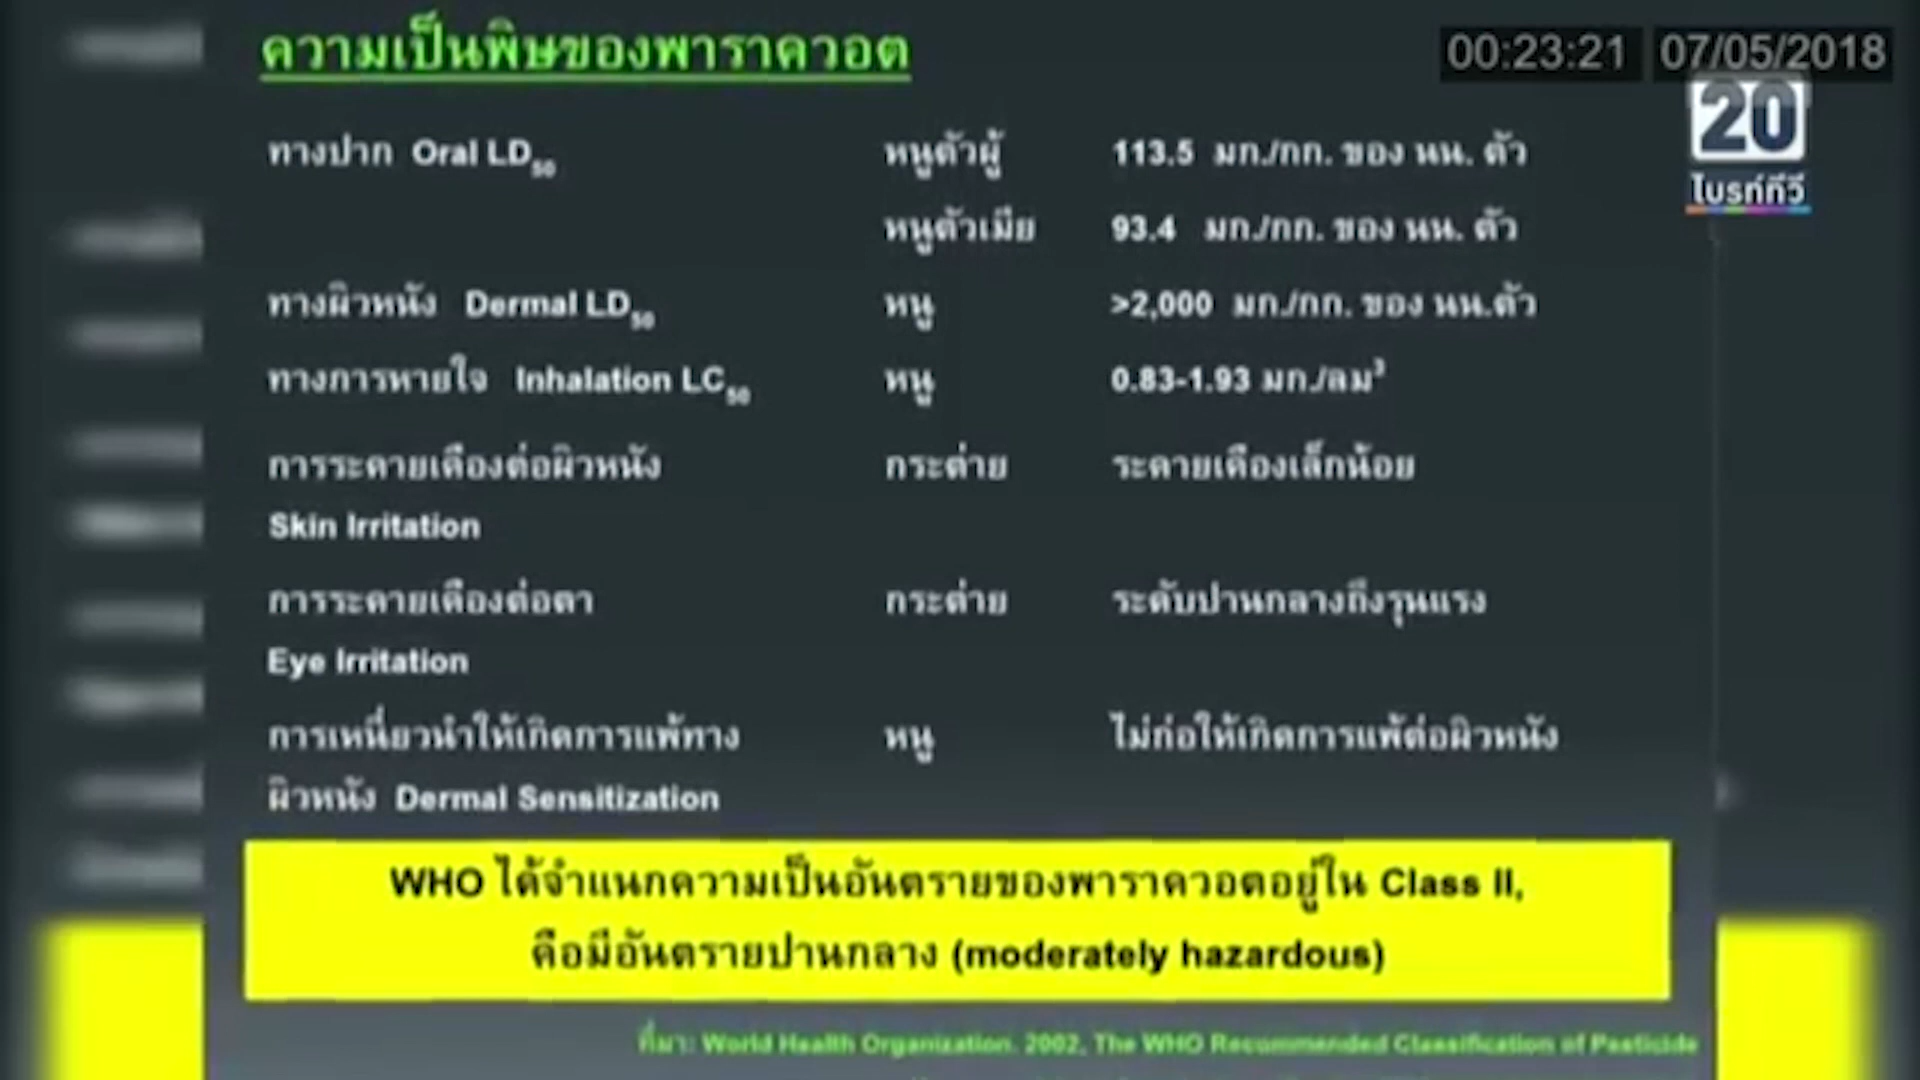 ความเป็นพิษของพาราควอต
00:23:21 07/05/2018
20
ไบรท์ทีวี
ทางปาก Oral LD50 หนูตัวผู้ 113.5 มก./กก. ของ นน. ตัว
หนูตัวเมีย 93.4 มก./กก. ของ นน. ตัว
ทางผิวหนัง Dermal LD50 หนู >2,000 มก./กก. ของ นน.ตัว
ทางการหายใจ Inhalation LC50 หนู 0.83-1.93 มก./ลม3
การระคายเคืองต่อผิวหนัง กระต่าย ระคายเคืองเล็กน้อย
Skin Irritation
การระคายเคืองต่อตา กระต่าย ระดับปานกลางถึงรุนแรง
Eye Irritation
การเหนี่ยวนำให้เกิดการแพ้ทาง หนู ไม่ก่อให้เกิดการแพ้ต่อผิวหนัง
ผิวหนัง Dermal Sensitization
WHO ได้จำแนกความเป็นอันตรายของพาราควอตอยู่ใน Class II,
คือมีอันตรายปานกลาง (moderately hazardous)
ที่มา: World Health Organization. 2002, The WHO Recommended Classification of Pesticide